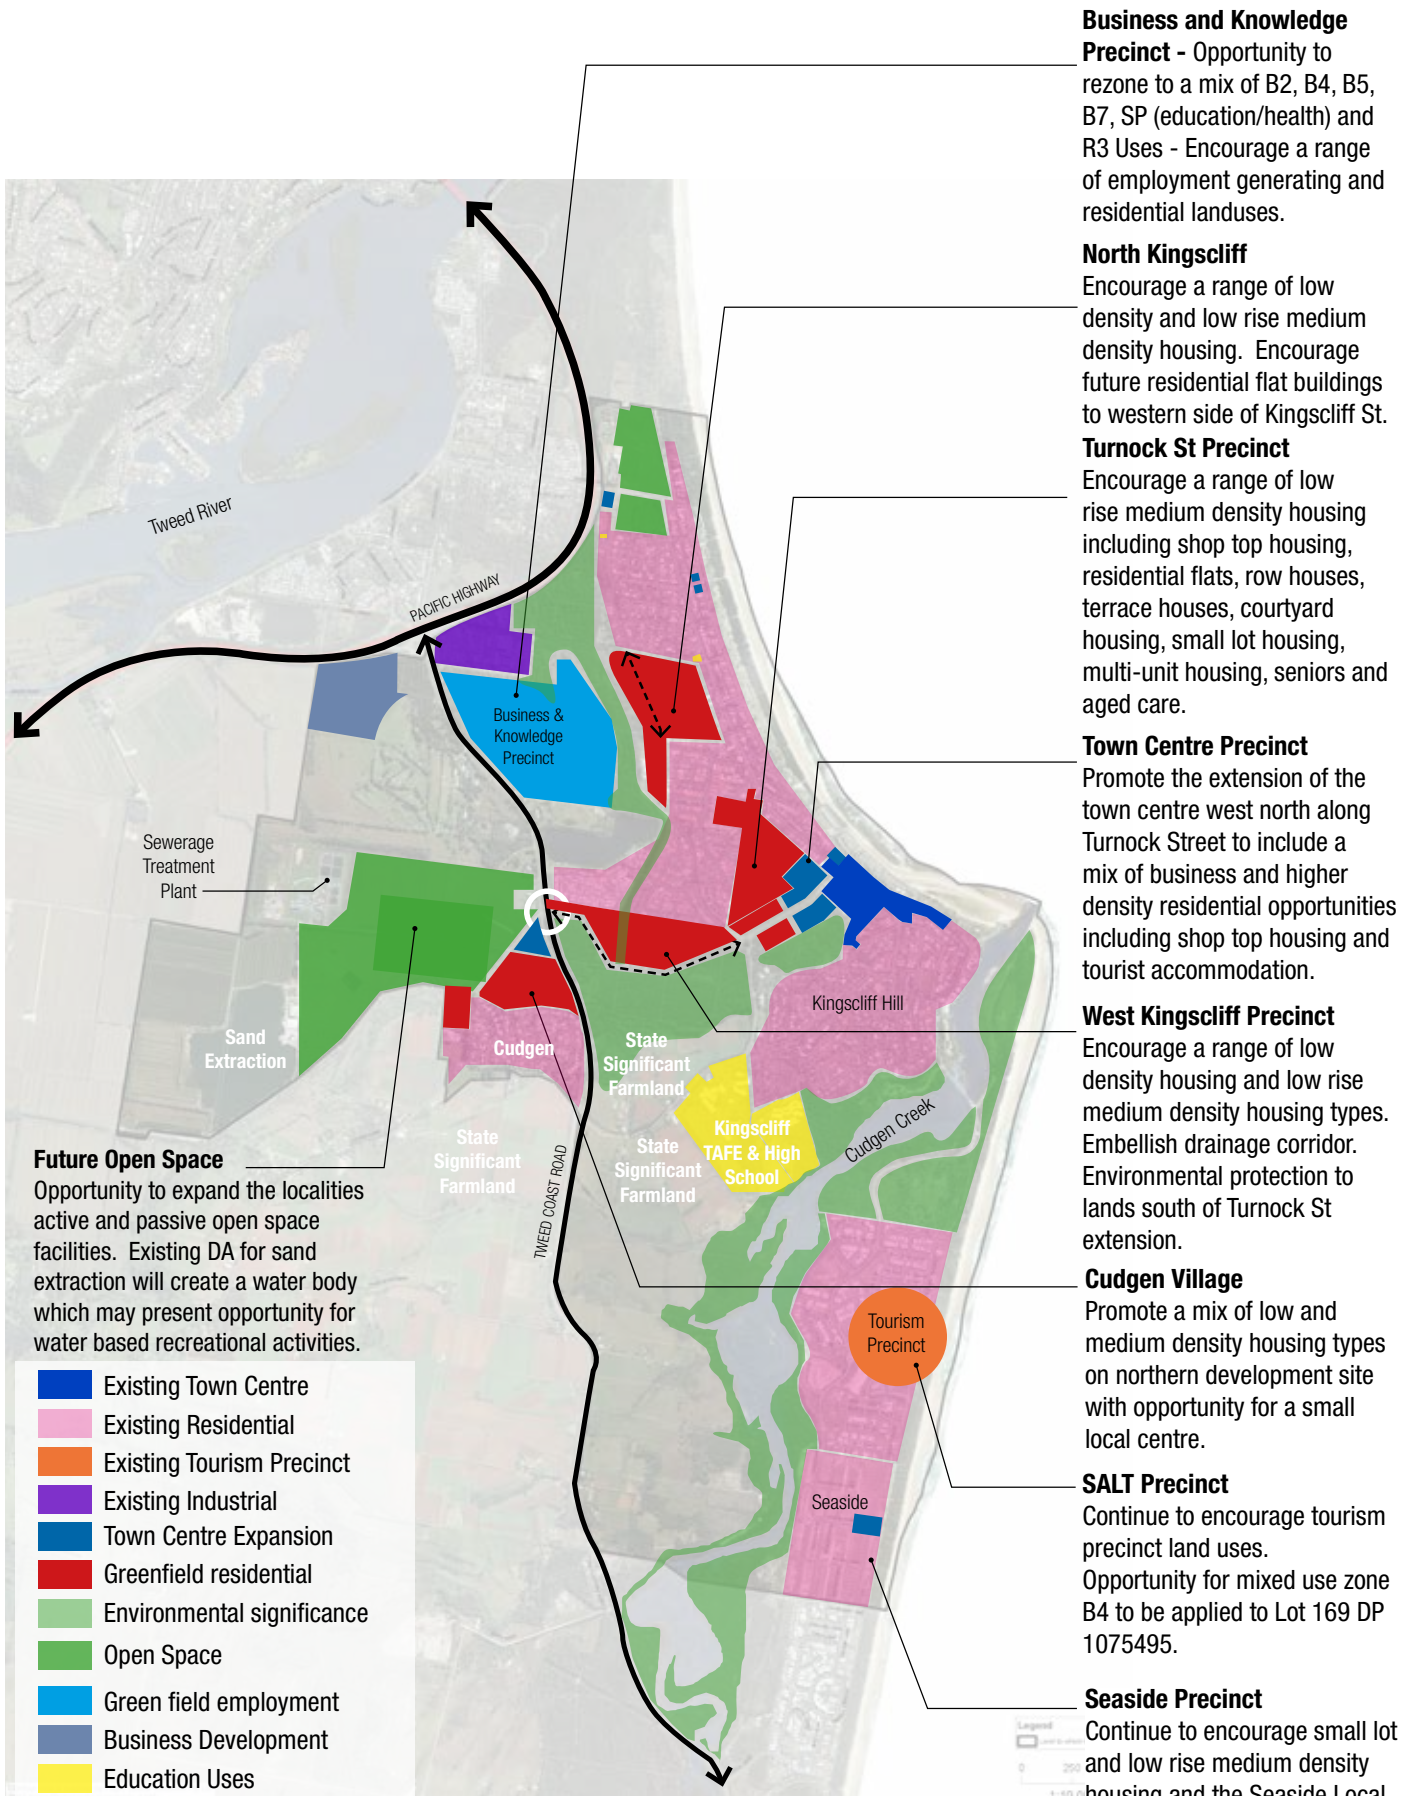 Business and Knowledge
Precinct - Opportunity to
rezone to a mix of B2, B4, B5,
B7, SP (education/health) and
R3 Uses - Encourage a range
of employment generating and
residential landuses.
North Kingscliff
Encourage a range of low
density and low rise medium
density housing. Encourage
future residential flat buildings
to western side of Kingscliff St.
Turnock St Precinct
Encourage a range of low
rise medium density housing
including shop top housing,
residential flats, row houses,
terrace houses, courtyard
housing, small lot housing,
multi-unit housing, seniors and
aged care.
Town Centre Precinct
Promote the extension of the
town centre west north along
Turnock Street to include a
mix of business and higher
density residential opportunities
including shop top housing and
tourist accommodation.
West Kingscliff Precinct
Encourage a range of low
density housing and low rise
medium density housing types.
Embellish drainage corridor.
Environmental protection to
lands south of Turnock St
extension.
Cudgen Village
Promote a mix of low and
medium density housing types
on northern development site
with opportunity for a small
local centre.
SALT Precinct
Continue to encourage tourism
precinct land uses.
Opportunity for mixed use zone
B4 to be applied to Lot 169 DP
1075495.
Seaside Precinct
Continue to encourage small lot
and low rise medium density
housing and the Seaside Local
Tweed River
PACIFIC HIGHWAY
Business &
Knowledge
Precinct
Sewerage
Treatment
Plant
Sand
Extraction
Cudgen
State
Significant
Farmland
Kingscliff Hill
State
Significant
Farmland
State
Significant
Farmland
Kingscliff
TAFE & High
School
Cudgen Creek
TWEED COAST ROAD
Tourism
Precinct
Seaside
Future Open Space
Opportunity to expand the localities
active and passive open space
facilities. Existing DA for sand
extraction will create a water body
which may present opportunity for
water based recreational activities.
Existing Town Centre
Existing Residential
Existing Tourism Precinct
Existing Industrial
Town Centre Expansion
Greenfield residential
Environmental significance
Open Space
Green field employment
Business Development
Education Uses
Legend
0 250